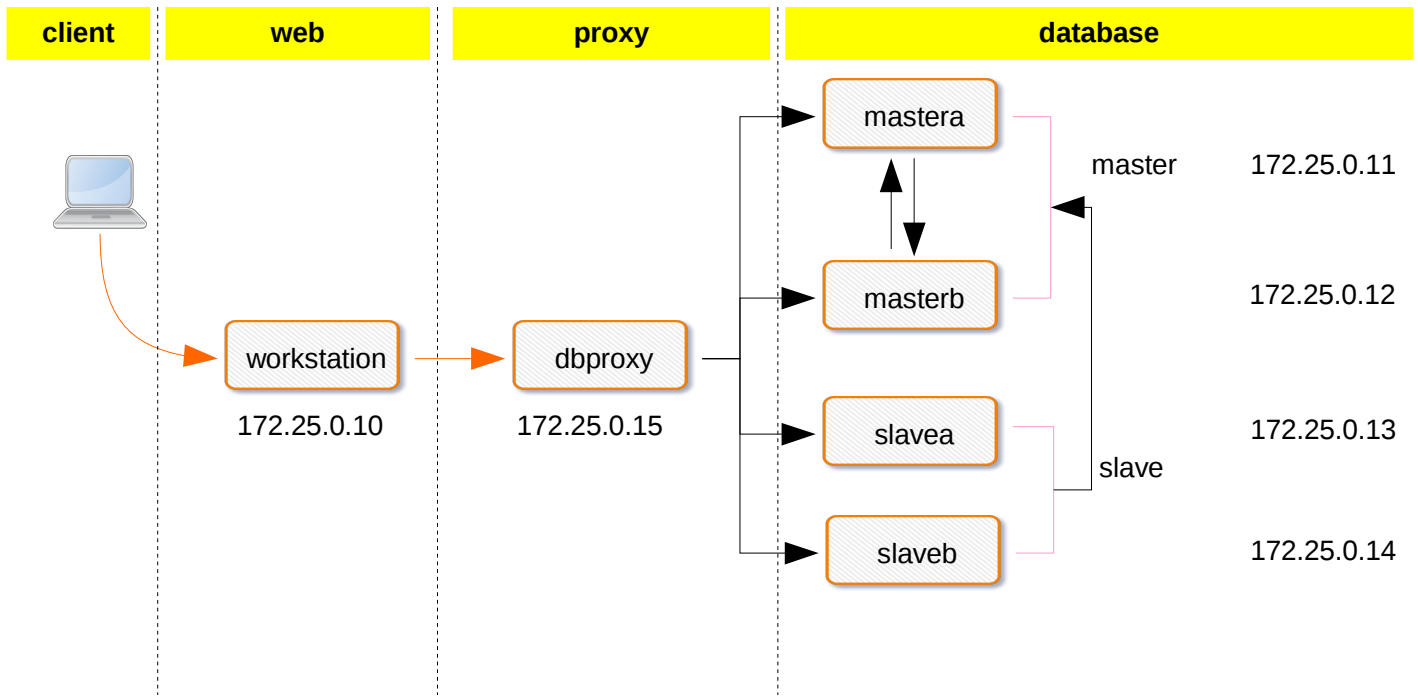 client
web
proxy
database
mastera
master
172.25.0.11
masterb
172.25.0.12
workstation
dbproxy
172.25.0.10
172.25.0.15
slavea
172.25.0.13
slave
slaveb
172.25.0.14